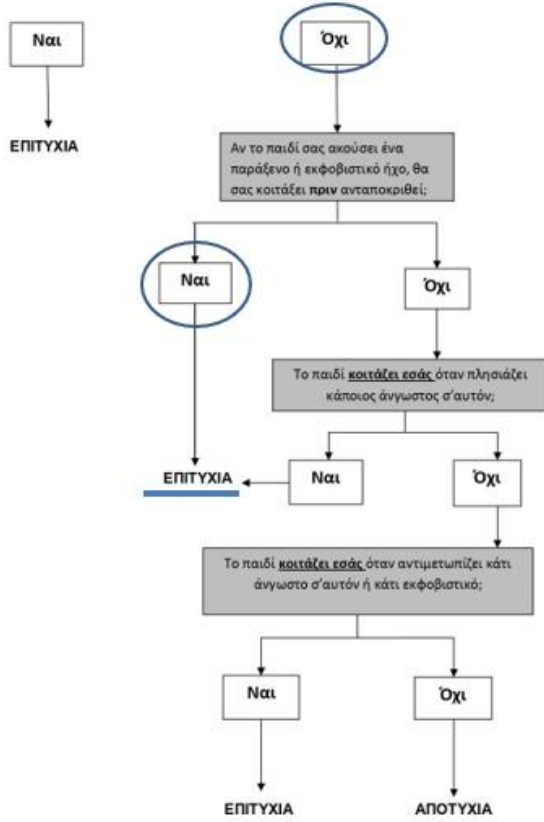 Ναι
Όχι
ΕΠΙΤΥΧΙΑ
Αν το παιδί σας ακούσει ένα
παράξενο ή εκφοβιστικό ήχο, θα
σας κοιτάξει πριν ανταποκριθεί;
Ναι
Όχι
Το παιδί κοιτάζει εσάς όταν πλησιάζει
κάποιος άνγωστος σ'αυτόν;
ΕΠΙΤΥΧΙΑ
Ναι
Όχι
Το παιδί κοιτάζει εσάς όταν αντιμετωπίζει κάτι
άνγωστο σ'αυτόν ή κάτι εκφοβιστικό;
Ναι
Όχι
ΕΠΙΤΥΧΙΑ
ΑΠΟΤΥΧΙΑ